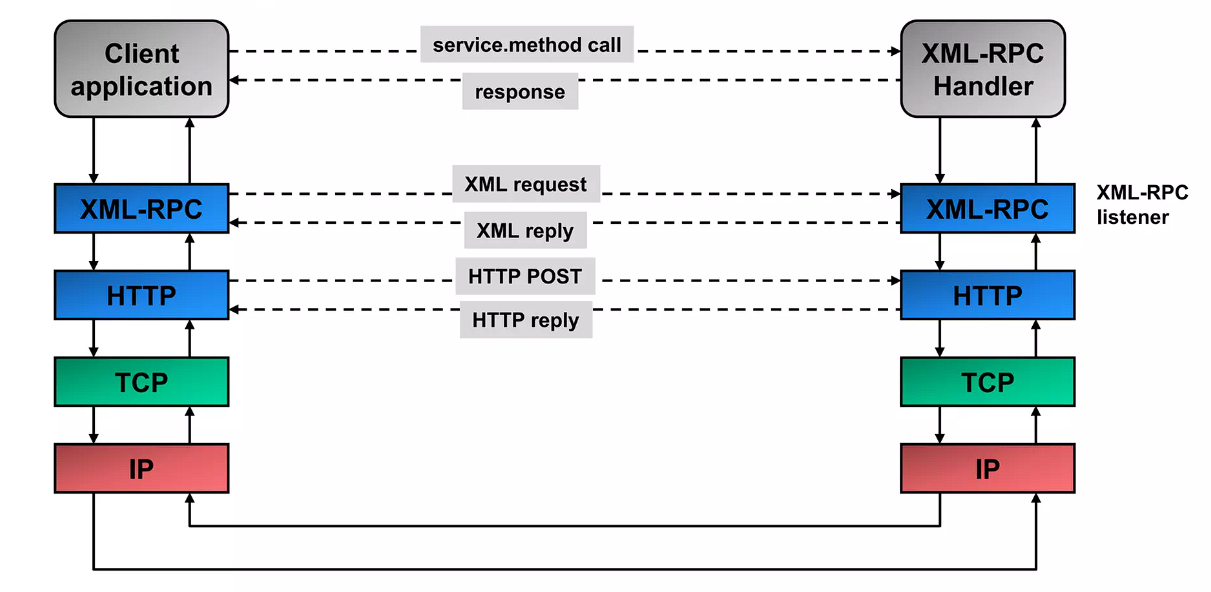 Client
application
service.method call
response
XML-RPC
Handler
XML-RPC
XML request
XML reply
XML-RPC
XML-RPC
listener
HTTP
HTTP POST
HTTP reply
HTTP
TCP
TCP
IP
IP